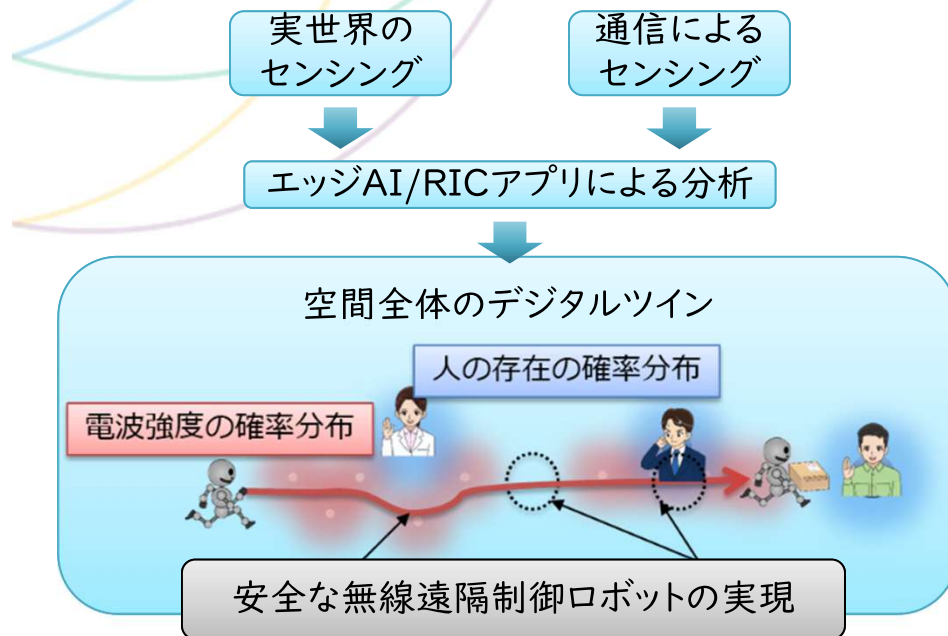 実世界の
センシング
通信による
センシング
エッジAI/RICアプリによる分析
空間全体のデジタルツイン
人の存在の確率分布
電波強度の確率分布
安全な無線遠隔制御ロボットの実現